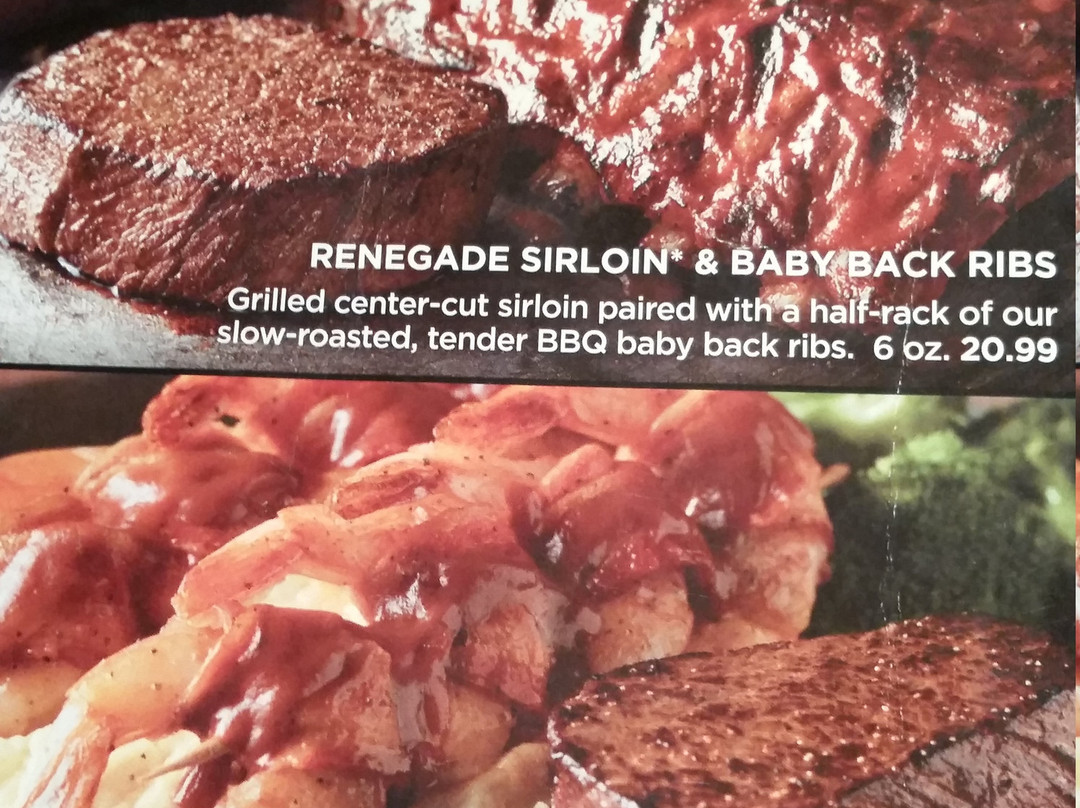 RENEGADE SIRLOIN* & BABY BACK RIBS
Grilled center-cut sirloin paired with a half-rack of our
slow-roasted, tender BBQ baby back ribs. 6 oz. 20.99